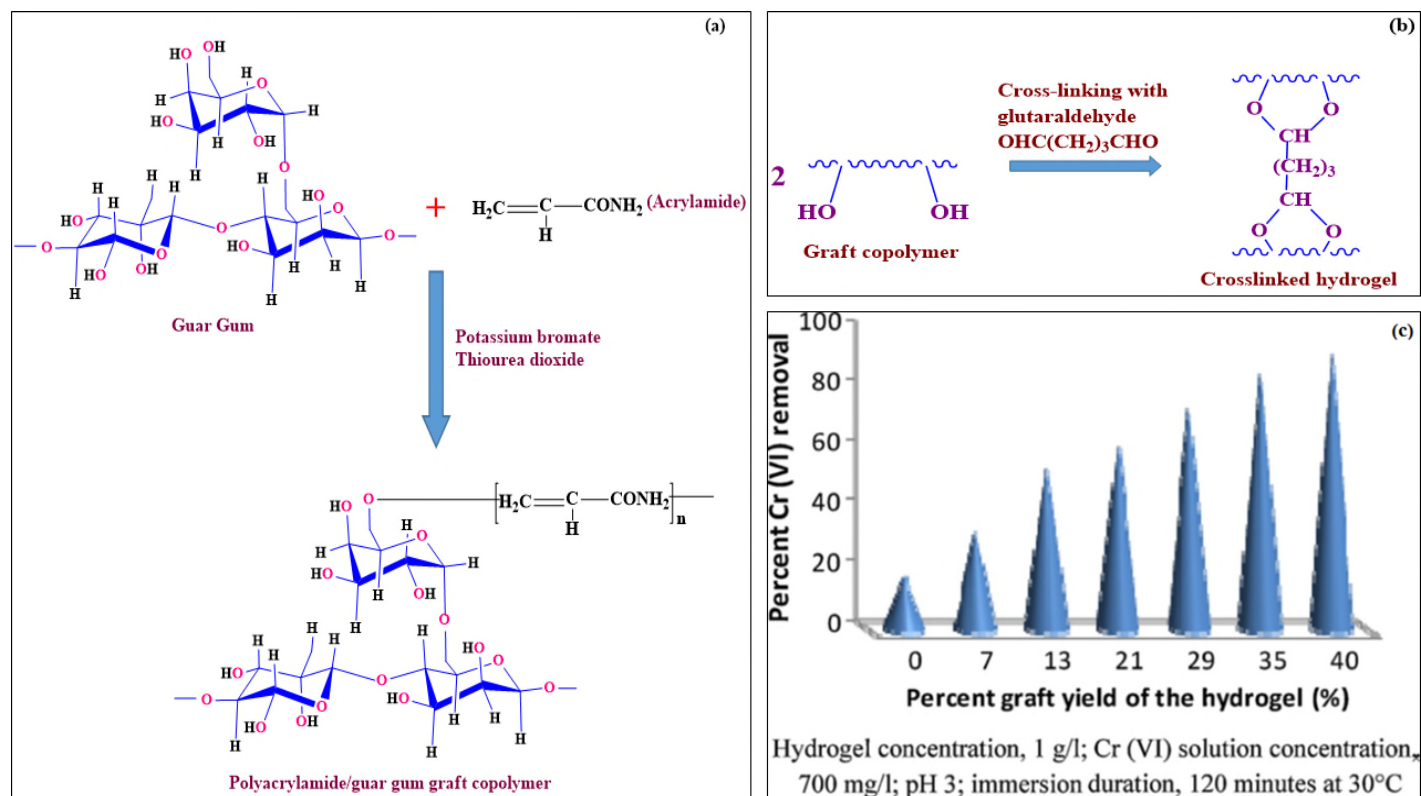 (a)
OH
HO
H
O
H
H
HO
HO
H
OH
H
O
H
H
H
H
HO
O
O
HO
OH
H
H
HO
O
HO
H
H
H
H
O
+
H₂C
CONH₂
(Acrylamide)
H
Guar Gum
Potassium bromate
Thiourea dioxide
O
HO
H₂C
CONH₂
n
H
H
O
H
H
HO
HO
H
OH
H
O
H
H
H
H
HO
O
O
HO
OH
H
H
HO
O
HO
H
H
H
H
O
Polyacrylamide/guar gum graft copolymer
(b)
2
HO
OH
Graft copolymer
Cross-linking with
glutaraldehyde
OHC(CH₂)₃CHO
O
O
CH
(CH₂)₃
CH
O
O
Crosslinked hydrogel
(c)
Percent Cr (VI) removal
100
80
60
40
20
0
0 7 13 21 29 35 40
Percent graft yield of the hydrogel (%)
Hydrogel concentration, 1 g/l; Cr (VI) solution concentration,
700 mg/l; pH 3; immersion duration, 120 minutes at 30°C